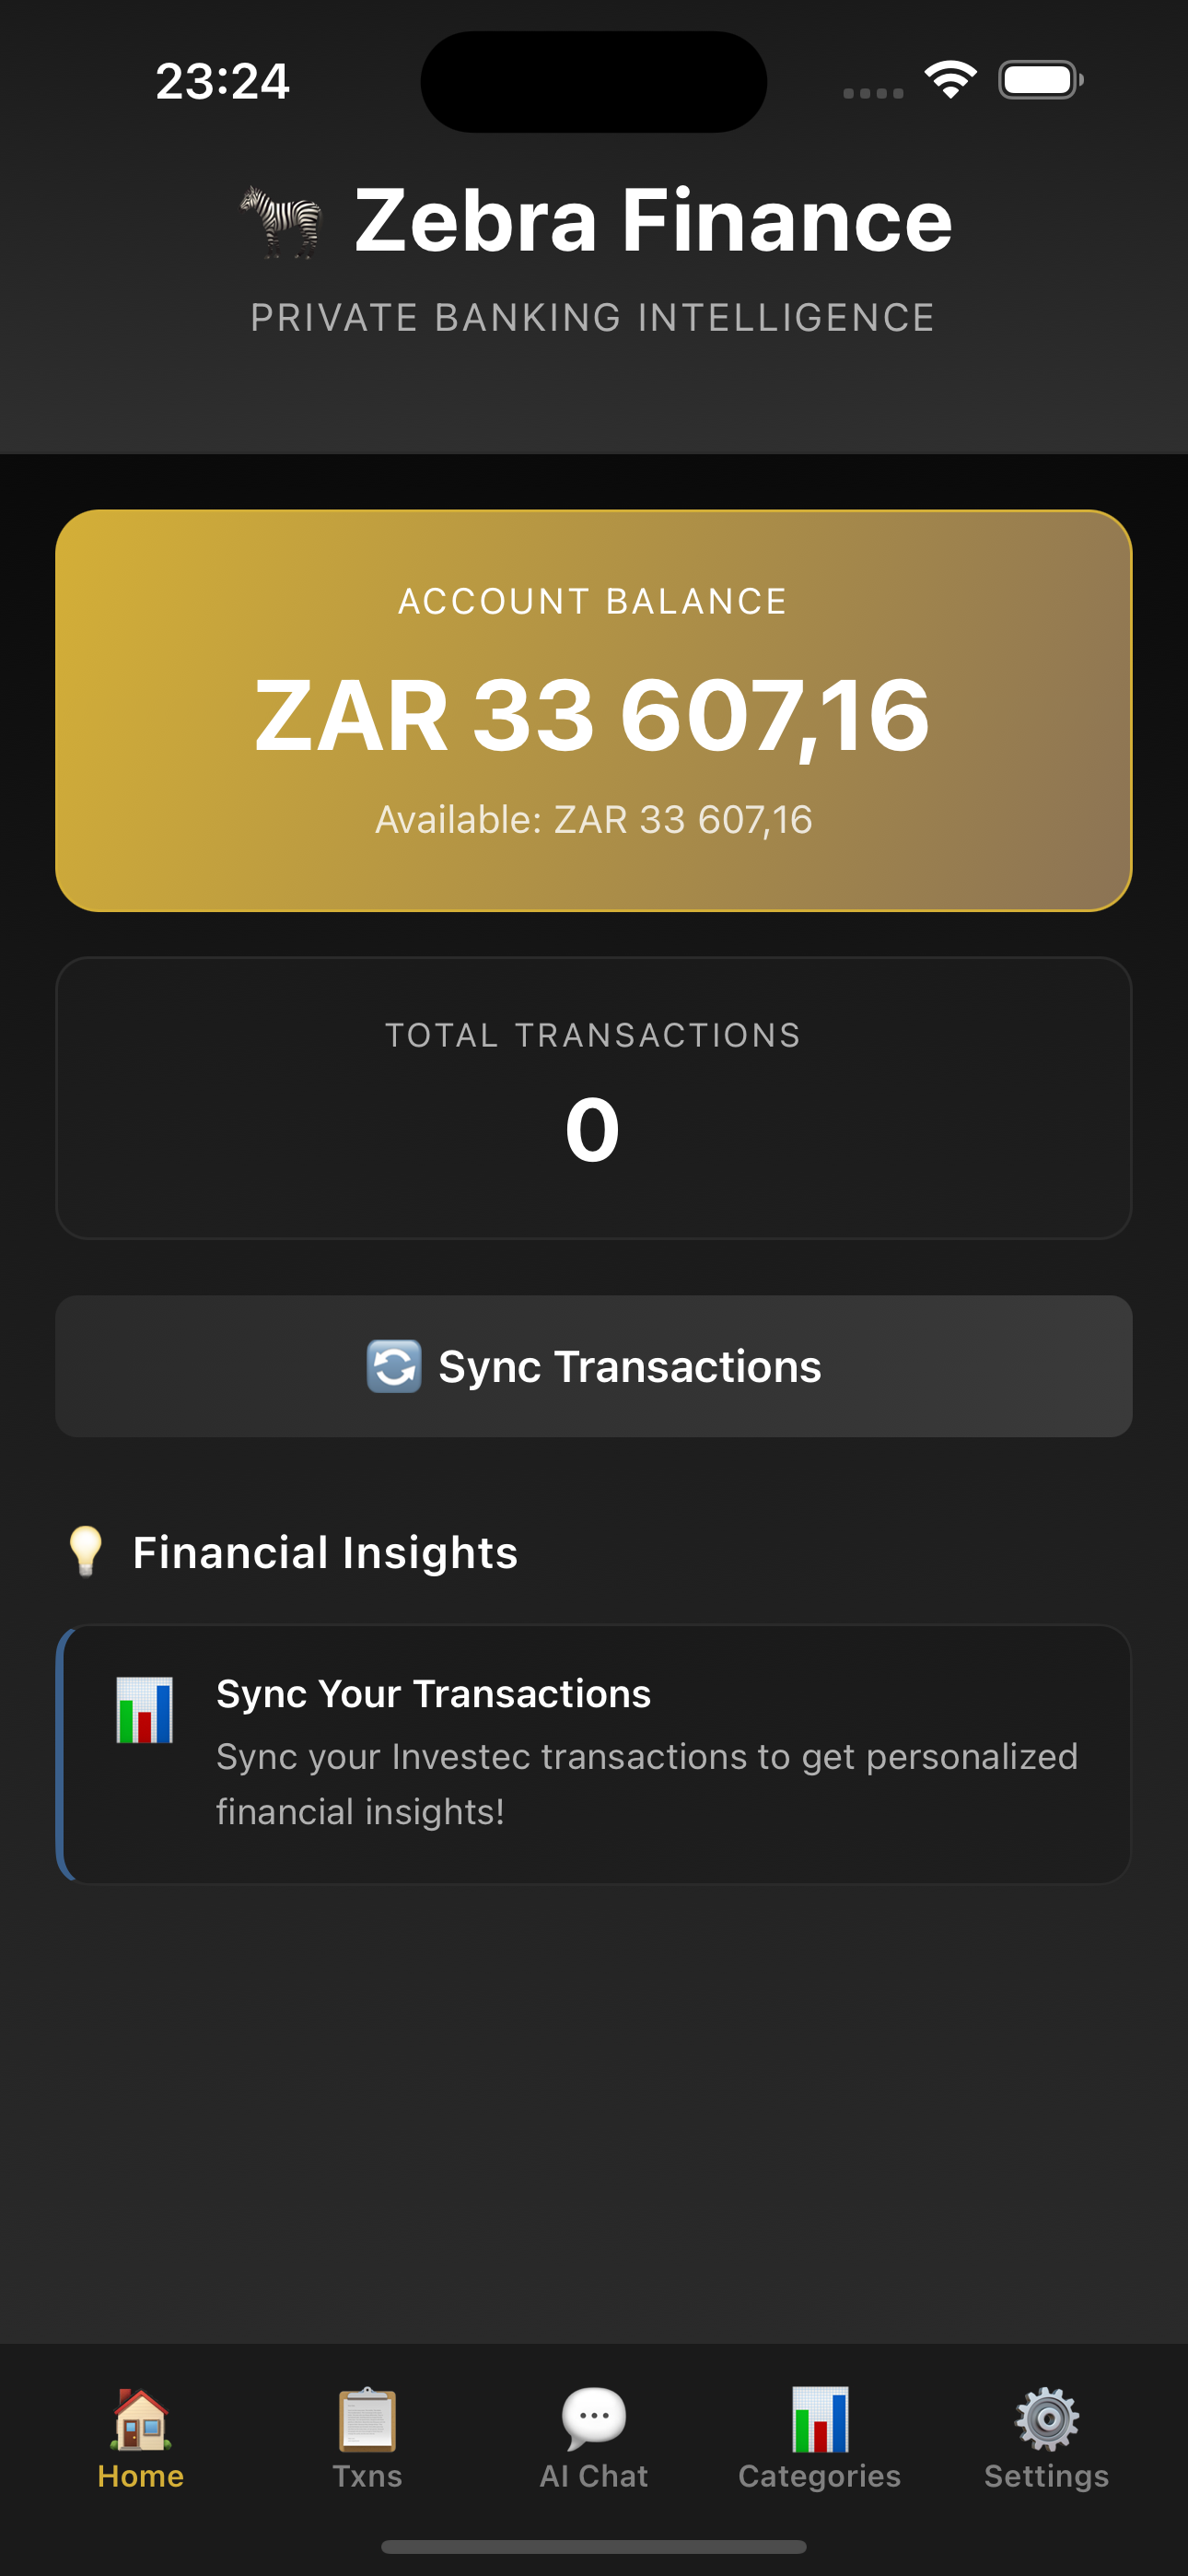 23:24
Zebra Finance
PRIVATE BANKING INTELLIGENCE
ACCOUNT BALANCE
ZAR 33 607,16
Available: ZAR 33 607,16
TOTAL TRANSACTIONS
0
Sync Transactions
Financial Insights
Sync Your Transactions
Sync your Investec transactions to get personalized
financial insights!
Home
Txns
AI Chat
Categories
Settings